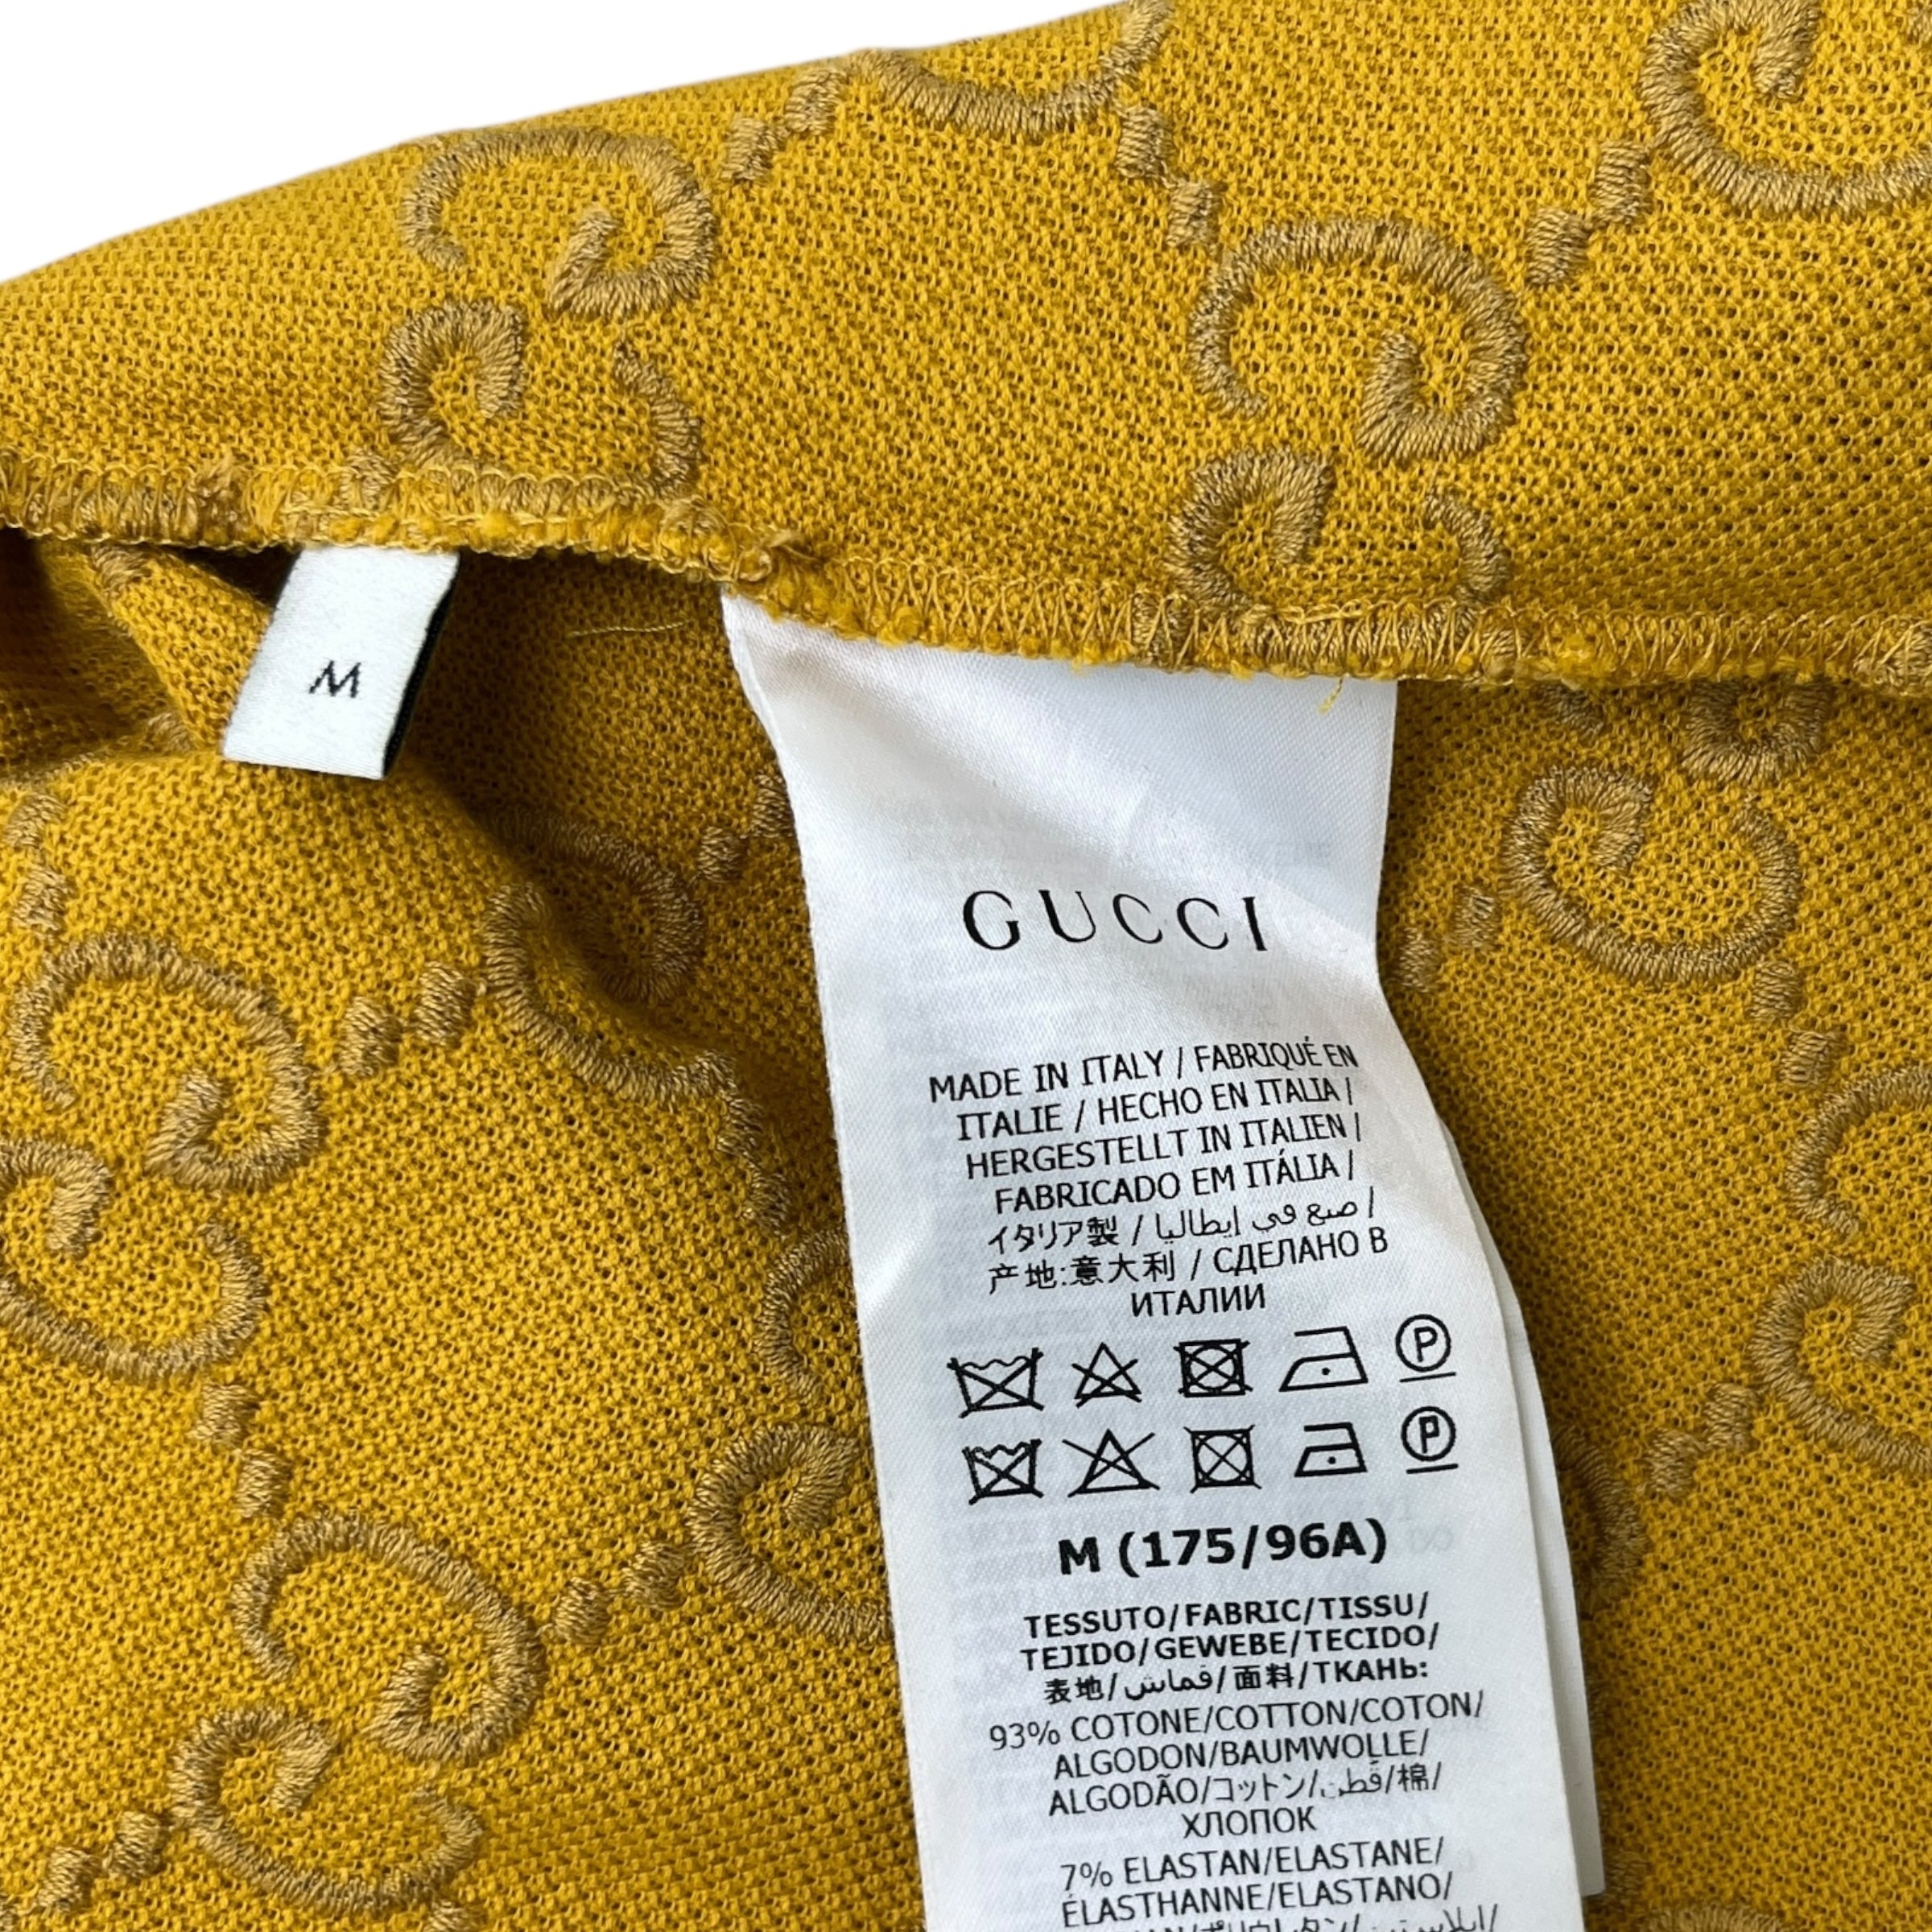 M
GUCCI
MADE IN ITALY / FABRIQUÉ EN
ITALIE / HECHO EN ITALIA /
HERGESTELLT IN ITALIEN /
FABRICADO EM ITÁLIA /
イタリア製 / صنع في إيطاليا /
产地:意大利 / СДЕЛАНО В
ИТАЛИИ
P
P
M (175/96A)
TESSUTO/FABRIC/TISSU/
TEJIDO/GEWEBE/TECIDO/
表地/قماش/面料/ТКАНЬ:
93% COTONE/COTTON/COTON/
ALGODON/BAUMWOLLE/
ALGODÃO/コットン/قطن/棉/
ХЛОПОК
7% ELASTAN/ELASTANE/
ÉLASTHANNE/ELASTANO/